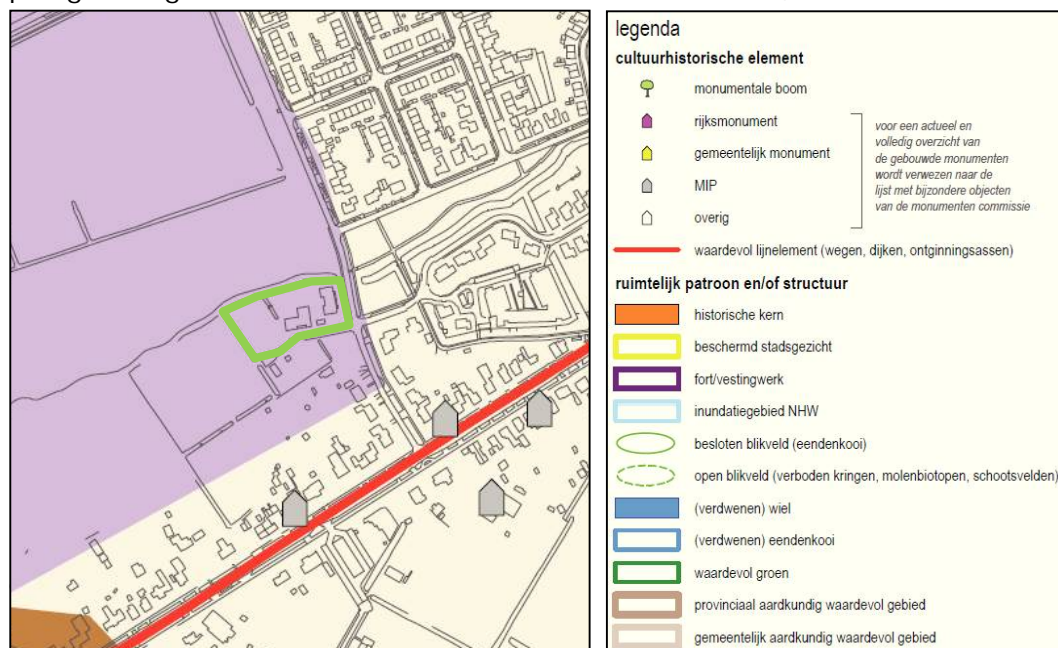 legenda
cultuurhistorische element
monumentale boom
rijksmonument
gemeentelijk monument
MIP
overig
voor een actueel en
volledig overzicht van
de gebouwde monumenten
wordt verwezen naar de
lijst met bijzondere objecten
van de monumenten commissie
waardevol lijnelement (wegen, dijken, ontginningsassen)
ruimtelijk patroon en/of structuur
historische kern
beschermd stadsgezicht
fort/vestingwerk
inundatiegebied NHW
besloten blikveld (eendenkooi)
open blikveld (verboden kringen, molenbiotopen, schootsvelden)
(verdwenen) wiel
(verdwenen) eendenkooi
waardevol groen
provinciaal aardkundig waardevol gebied
gemeentelijk aardkundig waardevol gebied